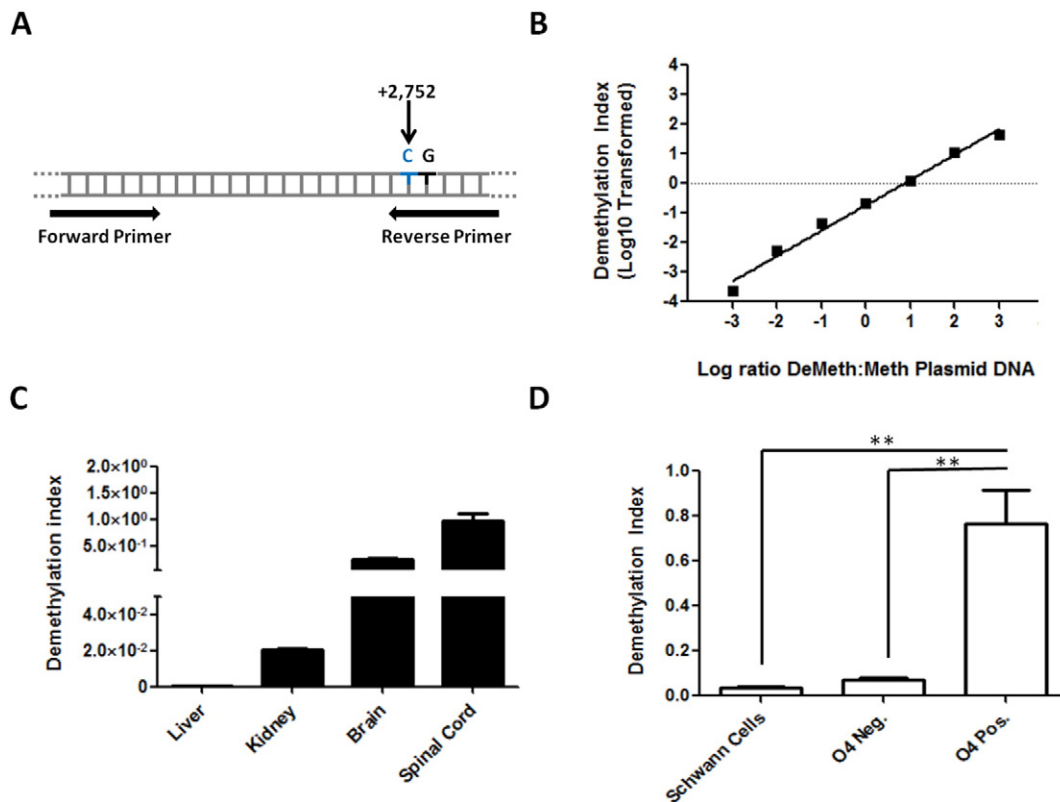 A
+2,752
C G
Forward Primer
Reverse Primer
B
Demethylation Index
(Log10 Transformed)
4
3
2
1
0
-1
-2
-3
-4
-3 -2 -1 0 1 2 3
Log ratio DeMeth:Meth Plasmid DNA
C
Demethylation index
2.0×10⁰
1.5×10⁰
1.0×10⁰
5.0×10⁻¹
4.0×10⁻²
2.0×10⁻²
0
Liver
Kidney
Brain
Spinal Cord
D
**
**
Demethylation Index
1.0
0.8
0.6
0.4
0.2
0.0
Schwann Cells
O4 Neg.
O4 Pos.